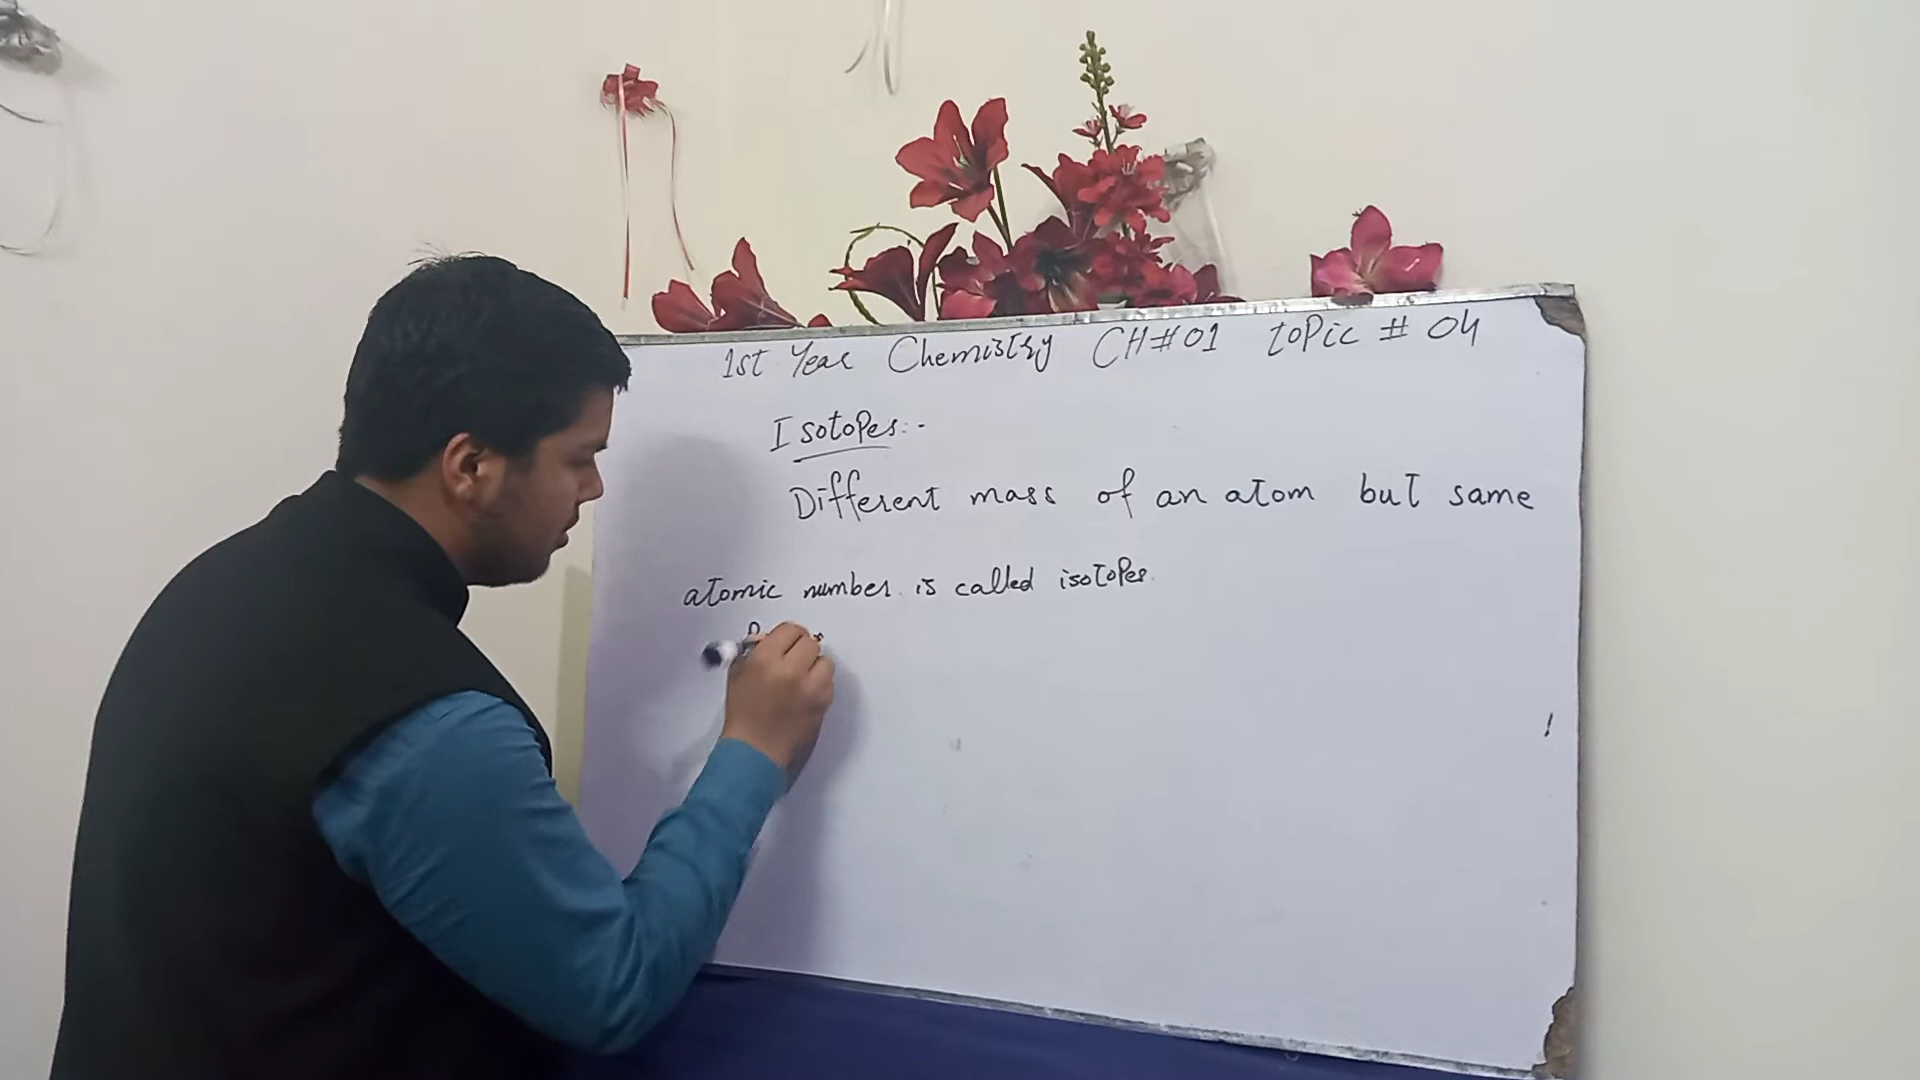 1st Year Chemistry CH#01 toPic # 04
Isotopes:-
Different mass of an atom but same
atomic number is called isotopes.